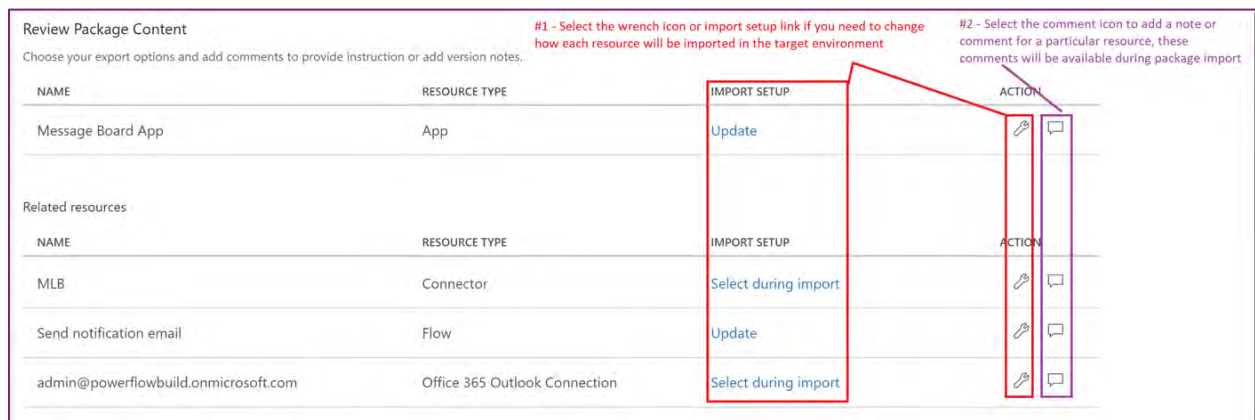 Review Package Content
#1 - Select the wrench icon or import setup link if you need to change
how each resource will be imported in the target environment
#2 - Select the comment icon to add a note or
comment for a particular resource, these
comments will be available during package import
Choose your export options and add comments to provide instruction or add version notes.
NAME RESOURCE TYPE IMPORT SETUP ACTION
Message Board App App Update
Related resources
NAME RESOURCE TYPE IMPORT SETUP ACTION
MLB Connector Select during import
Send notification email Flow Update
admin@powerflowbuild.onmicrosoft.com Office 365 Outlook Connection Select during import